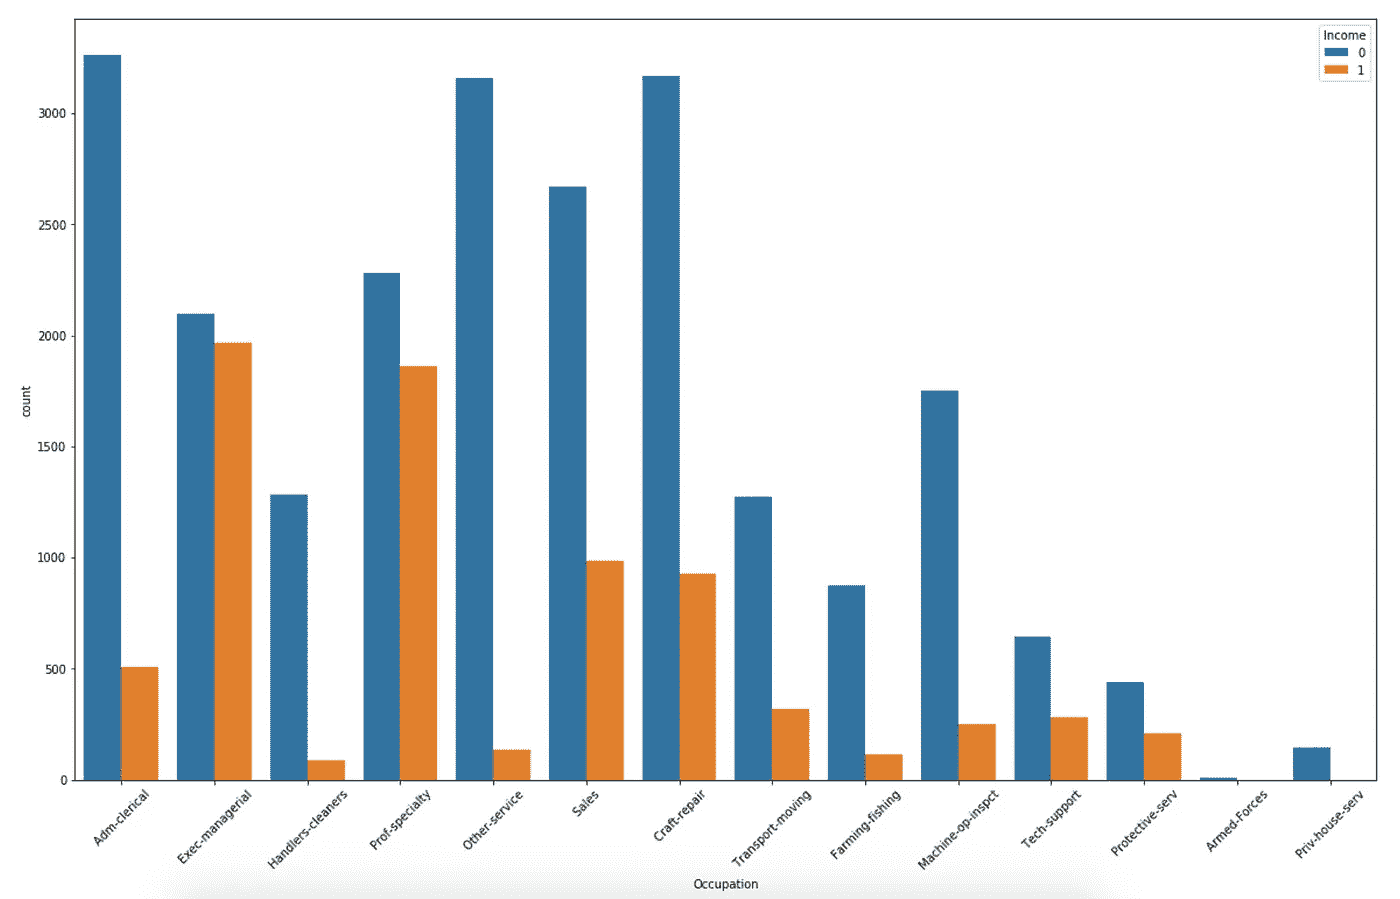 Income
0
1
3000
2500
2000
1500
1000
500
0
count
Adm-clerical
Exec-managerial
Handlers-cleaners
Prof-specialty
Other-service
Sales
Craft-repair
Transport-moving
Farming-fishing
Machine-op-inspct
Tech-support
Protective-serv
Armed-Forces
Priv-house-serv
Occupation